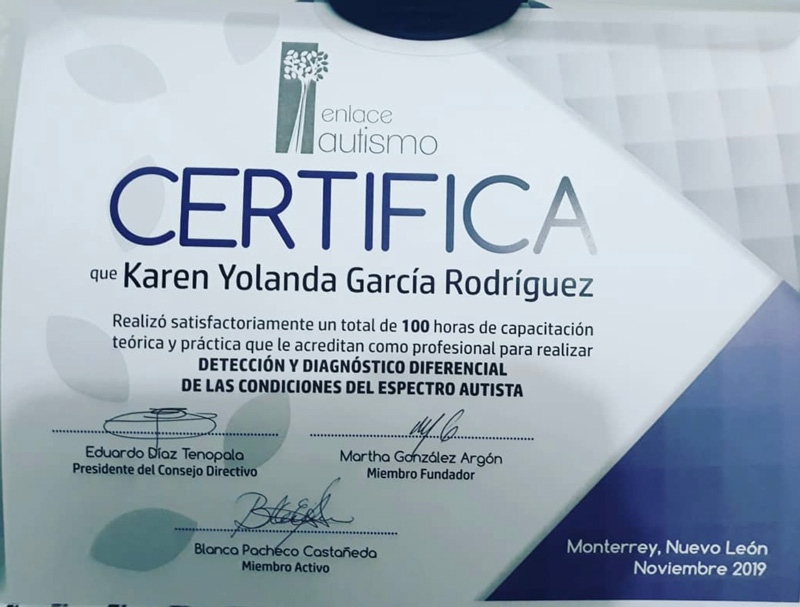 enlace
autismo
CERTIFICA
que Karen Yolanda García Rodríguez
Realizó satisfactoriamente un total de 100 horas de capacitación
teórica y práctica que le acreditan como profesional para realizar
DETECCIÓN Y DIAGNÓSTICO DIFERENCIAL
DE LAS CONDICIONES DEL ESPECTRO AUTISTA
Eduardo Díaz Tenopala
Presidente del Consejo Directivo
Martha González Argón
Miembro Fundador
Blanca Pacheco Castañeda
Miembro Activo
Monterrey, Nuevo León
Noviembre 2019